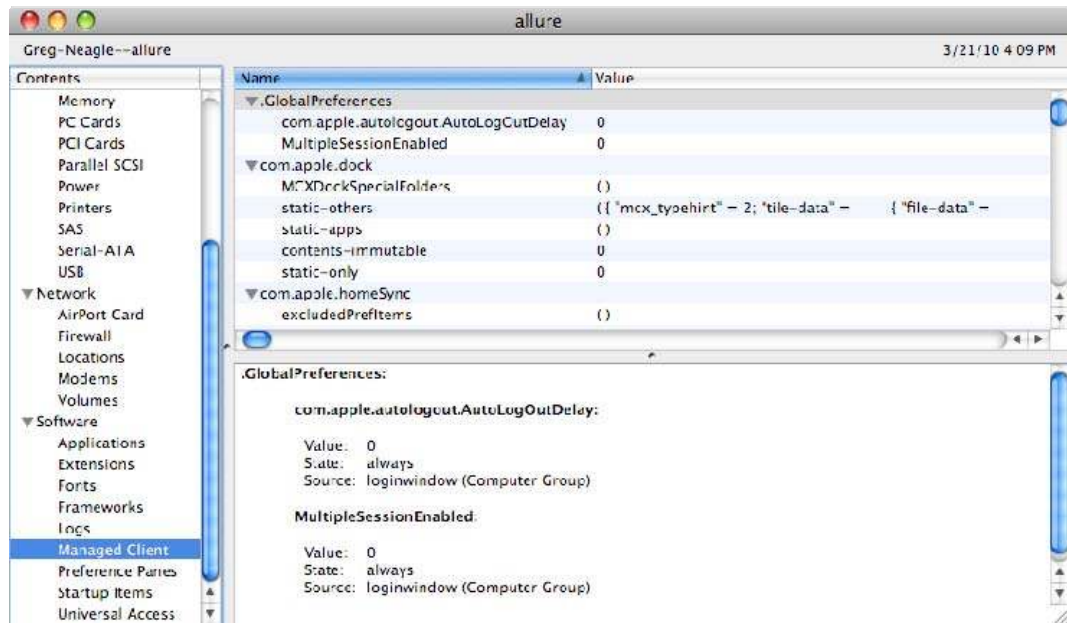 allure
Greg-Neagle--allure 3/21/10 4:09 PM
Contents
Memory
PC Cards
PCI Cards
Parallel SCSI
Power
Printers
SAS
Serial-ATA
USB
Network
AirPort Card
Firewall
Locations
Modems
Volumes
Software
Applications
Extensions
Fonts
Frameworks
Logs
Managed Client
Preference Panes
Startup Items
Universal Access
Name Value
.GlobalPreferences
com.apple.autologout.AutoLogOutDelay 0
MultipleSessionEnabled 0
com.apple.dock
MCXDockSpecialFolders ()
static-others ({ "mcx_typehint" = 2; "tile-data" = { "file-data" =
static-apps ()
contents-immutable 0
static-only 0
com.apple.homeSync
excludedPrefItems ()
.GlobalPreferences:
com.apple.autologout.AutoLogOutDelay:
Value: 0
State: always
Source: loginwindow (Computer Group)
MultipleSessionEnabled:
Value: 0
State: always
Source: loginwindow (Computer Group)